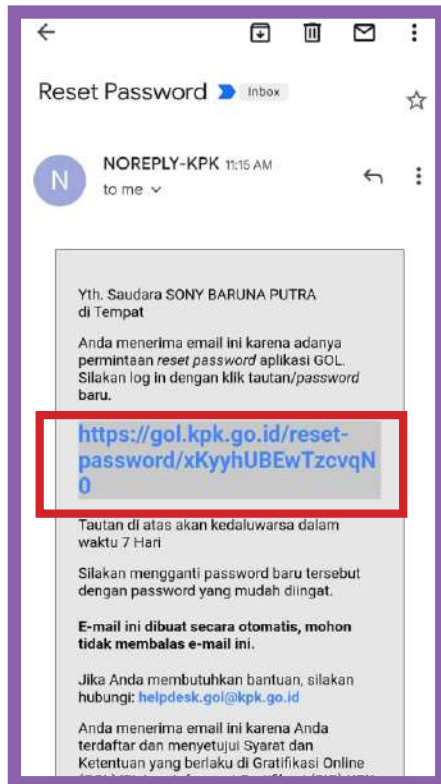 Reset Password Inbox
N
NOREPLY-KPK 11:15 AM
to me
Yth. Saudara SONY BARUNA PUTRA
di Tempat
Anda menerima email ini karena adanya
permintaan reset password aplikasi GOL.
Silakan log in dengan klik tautan/password
baru.
https://gol.kpk.go.id/reset-
password/xKyyhUBEwTzcvqN
0
Tautan di atas akan kedaluwarsa dalam
waktu 7 Hari
Silakan mengganti password baru tersebut
dengan password yang mudah diingat.
E-mail ini dibuat secara otomatis, mohon
tidak membalas e-mail ini.
Jika Anda membutuhkan bantuan, silakan
hubungi: helpdesk.gol@kpk.go.id
Anda menerima email ini karena Anda
terdaftar dan menyetujui Syarat dan
Ketentuan yang berlaku di Gratifikasi Online